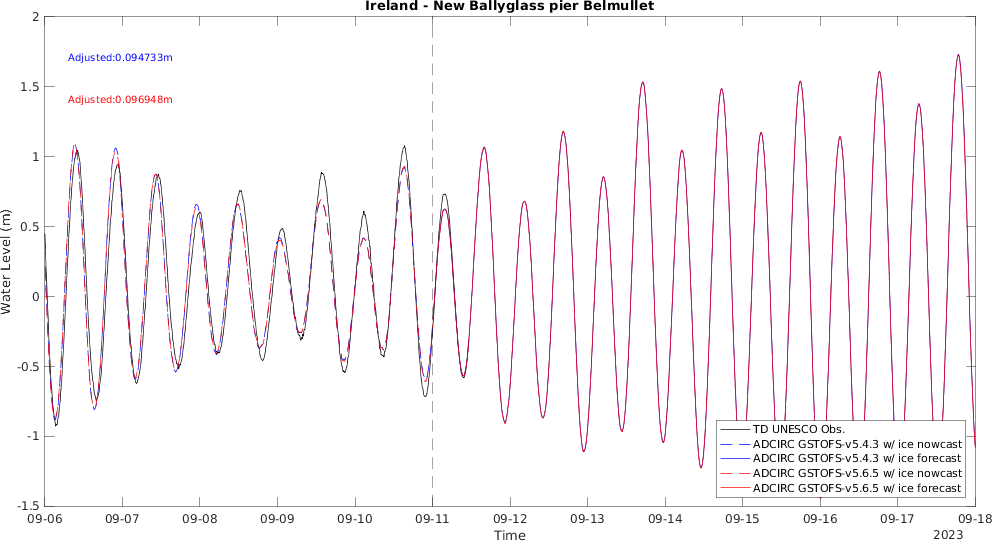 Ireland - New Ballyglass pier Belmullet
Adjusted:0.094733m
Adjusted:0.096948m
Water Level (m)
2
1.5
1
0.5
0
-0.5
-1
-1.5
09-06 09-07 09-08 09-09 09-10 09-11 09-12 09-13 09-14 09-15 09-16 09-17 09-18
Time
2023
TD UNESCO Obs.
ADCIRC GSTOFS-v5.4.3 w/ ice nowcast
ADCIRC GSTOFS-v5.4.3 w/ ice forecast
ADCIRC GSTOFS-v5.6.5 w/ ice nowcast
ADCIRC GSTOFS-v5.6.5 w/ ice forecast